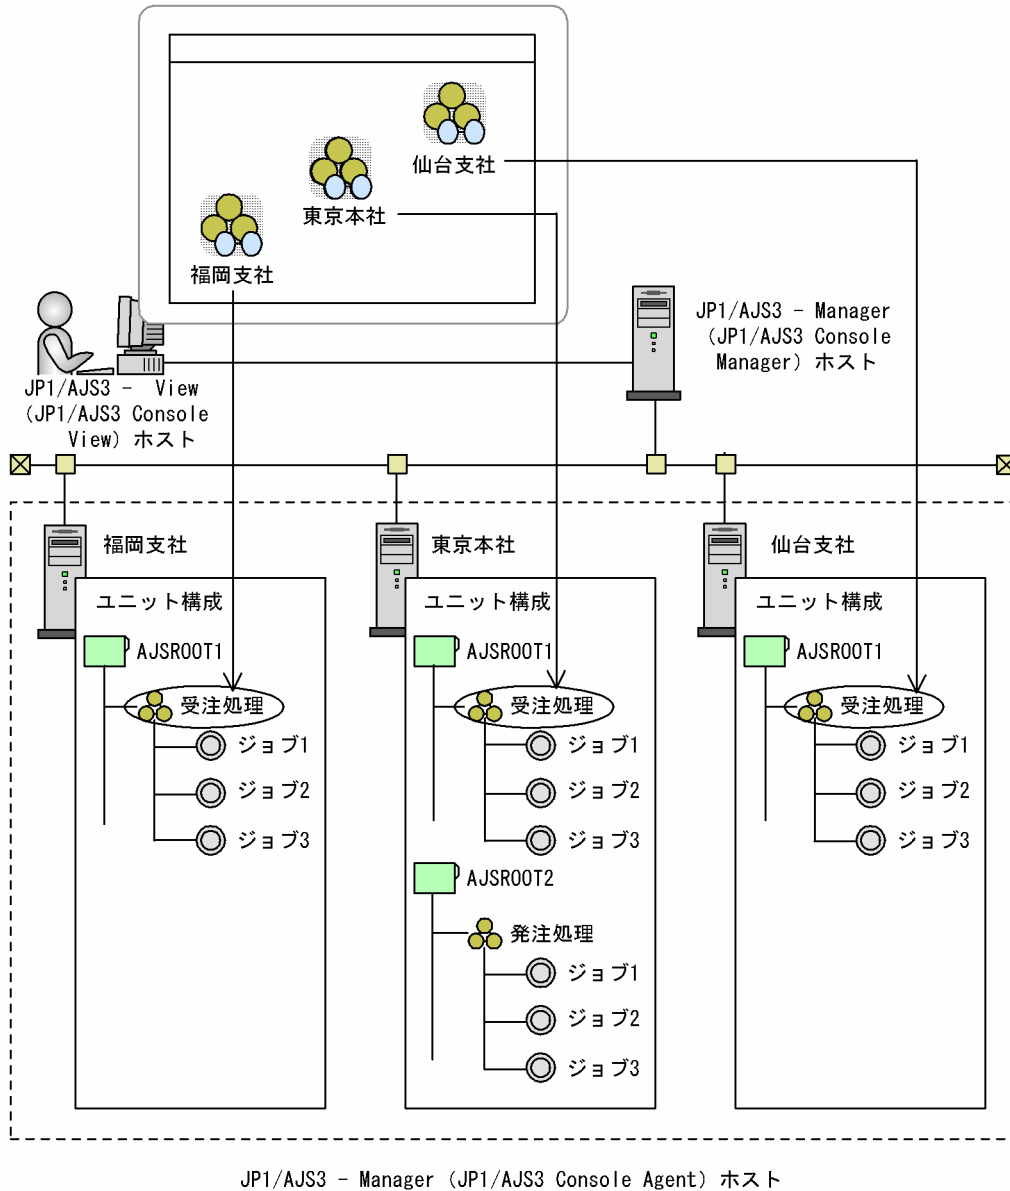 仙台支社
東京本社
福岡支社
JP1/AJS3 - Manager
(JP1/AJS3 Console
Manager) ホスト
JP1/AJS3 - View
(JP1/AJS3 Console
View) ホスト
福岡支社
東京本社
仙台支社
ユニット構成
ユニット構成
ユニット構成
AJSROOT1
AJSROOT1
AJSROOT1
受注処理
受注処理
受注処理
ジョブ1
ジョブ1
ジョブ1
ジョブ2
ジョブ2
ジョブ2
ジョブ3
ジョブ3
ジョブ3
AJSROOT2
発注処理
ジョブ1
ジョブ2
ジョブ3
JP1/AJS3 - Manager (JP1/AJS3 Console Agent) ホスト